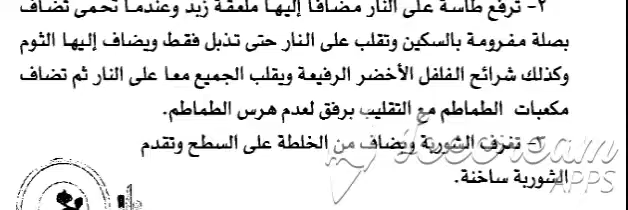 ٢- ترفع طاسة على النار مضافا إليها ملعقة زبد وعندما تحمى تضاف
بصلة مفرومة بالسكين وتقلب على النار حتى تذبل فقط ويضاف إليها الثوم
وكذلك شرائح الفلفل الأخضر الرفيعة ويقلب الجميع معا على النار ثم تضاف
مكعبات الطماطم مع التقليب برفق لعدم هرس الطماطم.
٣- تغرف الشوربة ويضاف من الخلطة على السطح وتقدم
الشوربة ساخنة.
Icecream
APPS